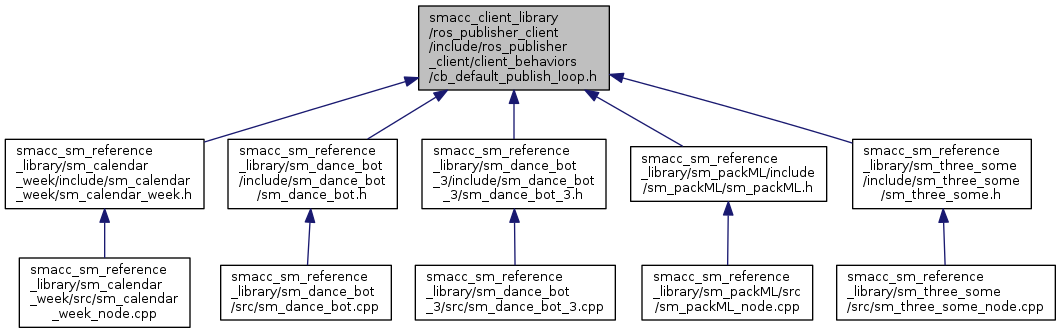 smacc_client_library
/ros_publisher_client
/include/ros_publisher
_client/client_behaviors
/cb_default_publish_loop.h
smacc_sm_reference
_library/sm_calendar
_week/include/sm_calendar
_week/sm_calendar_week.h
smacc_sm_reference
_library/sm_dance_bot
/include/sm_dance_bot
/sm_dance_bot.h
smacc_sm_reference
_library/sm_dance_bot
_3/include/sm_dance_bot
_3/sm_dance_bot_3.h
smacc_sm_reference
_library/sm_packML/include
/sm_packML/sm_packML.h
smacc_sm_reference
_library/sm_three_some
/include/sm_three_some
/sm_three_some.h
smacc_sm_reference
_library/sm_calendar
_week/src/sm_calendar
_week_node.cpp
smacc_sm_reference
_library/sm_dance_bot
/src/sm_dance_bot.cpp
smacc_sm_reference
_library/sm_dance_bot
_3/src/sm_dance_bot_3.cpp
smacc_sm_reference
_library/sm_packML/src
/sm_packML_node.cpp
smacc_sm_reference
_library/sm_three_some
/src/sm_three_some_node.cpp